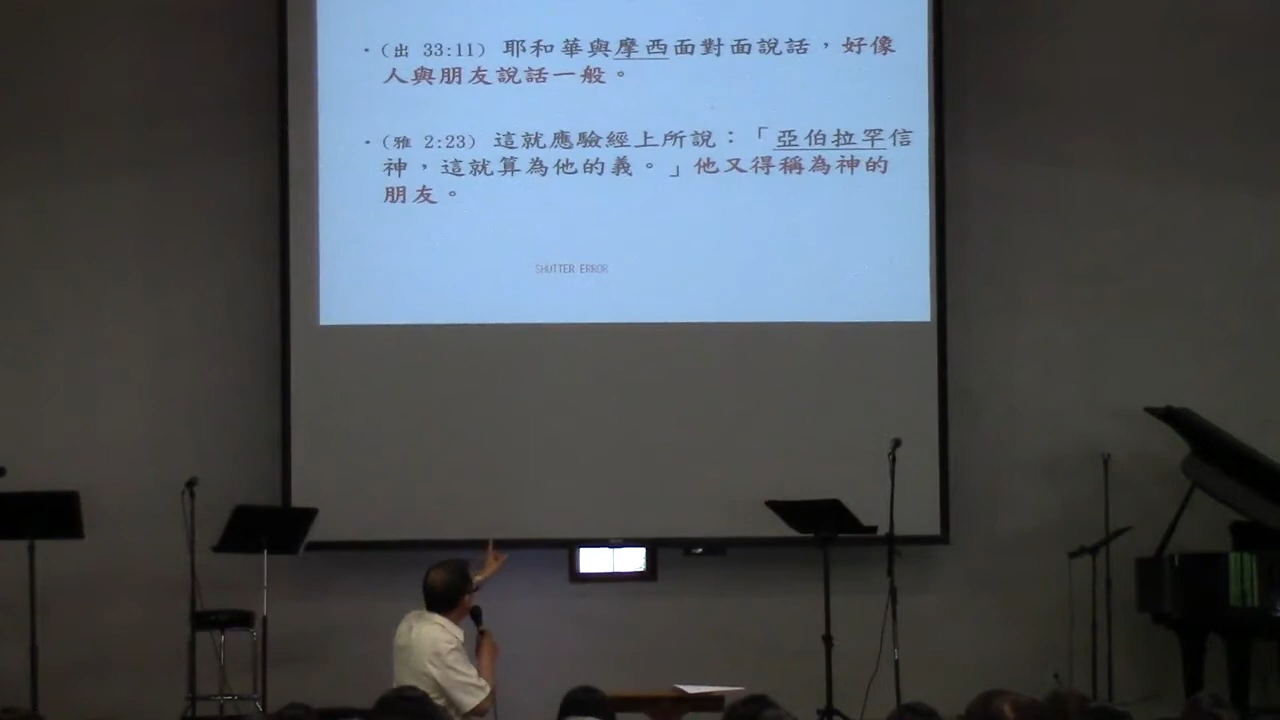 ·(出 33:11) 耶和華與摩西面對面說話，好像
人與朋友說話一般。
·(雅 2:23) 這就應驗經上所說：「亞伯拉罕信
神，這就算為他的義。」他又得稱為神的
朋友。
SHUTTER ERROR